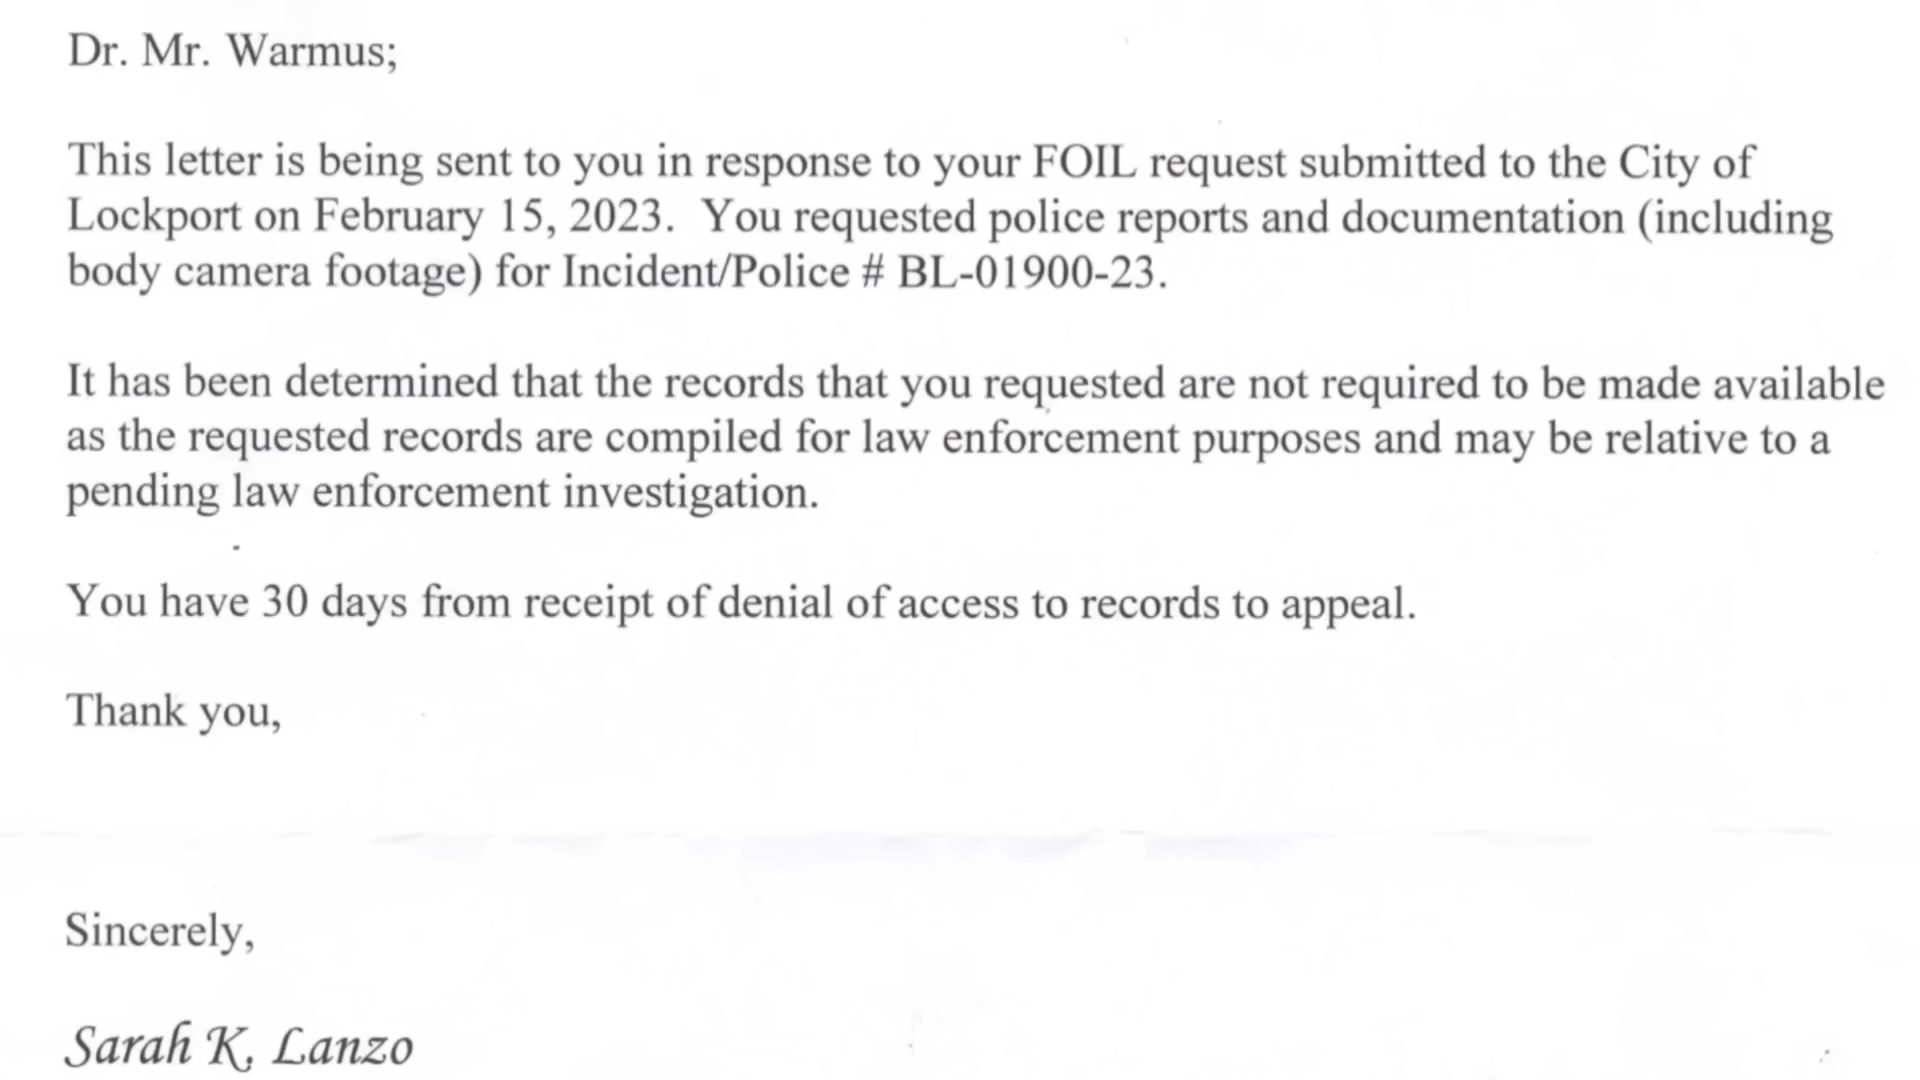 Dr. Mr. Warmus;
This letter is being sent to you in response to your FOIL request submitted to the City of
Lockport on February 15, 2023.  You requested police reports and documentation (including
body camera footage) for Incident/Police # BL-01900-23.
It has been determined that the records that you requested are not required to be made available
as the requested records are compiled for law enforcement purposes and may be relative to a
pending law enforcement investigation.
You have 30 days from receipt of denial of access to records to appeal.
Thank you,
Sincerely,
Sarah K. Lanzo